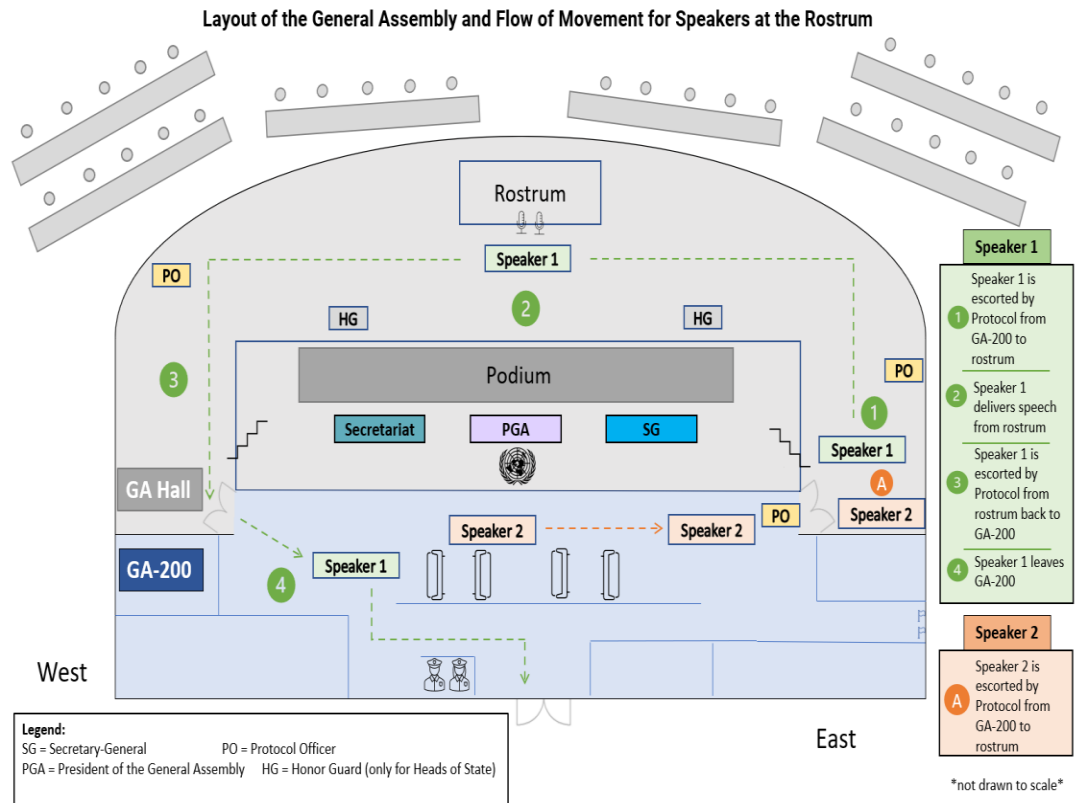 Layout of the General Assembly and Flow of Movement for Speakers at the Rostrum
Rostrum
Speaker 1
PO
2
HG
HG
3
Podium
PO
1
Secretariat
PGA
SG
Speaker 1
A
GA Hall
Speaker 2
Speaker 2
Speaker 2
PO
GA-200
Speaker 1
4
West
East
Speaker 1
1
Speaker 1 is
escorted by
Protocol from
GA-200 to
rostrum
2
Speaker 1
delivers speech
from rostrum
3
Speaker 1 is
escorted by
Protocol from
rostrum back to
GA-200
4
Speaker 1 leaves
GA-200
Speaker 2
A
Speaker 2 is
escorted by
Protocol from
GA-200 to
rostrum
*not drawn to scale*
Legend:
SG = Secretary-General PO = Protocol Officer
PGA = President of the General Assembly HG = Honor Guard (only for Heads of State)